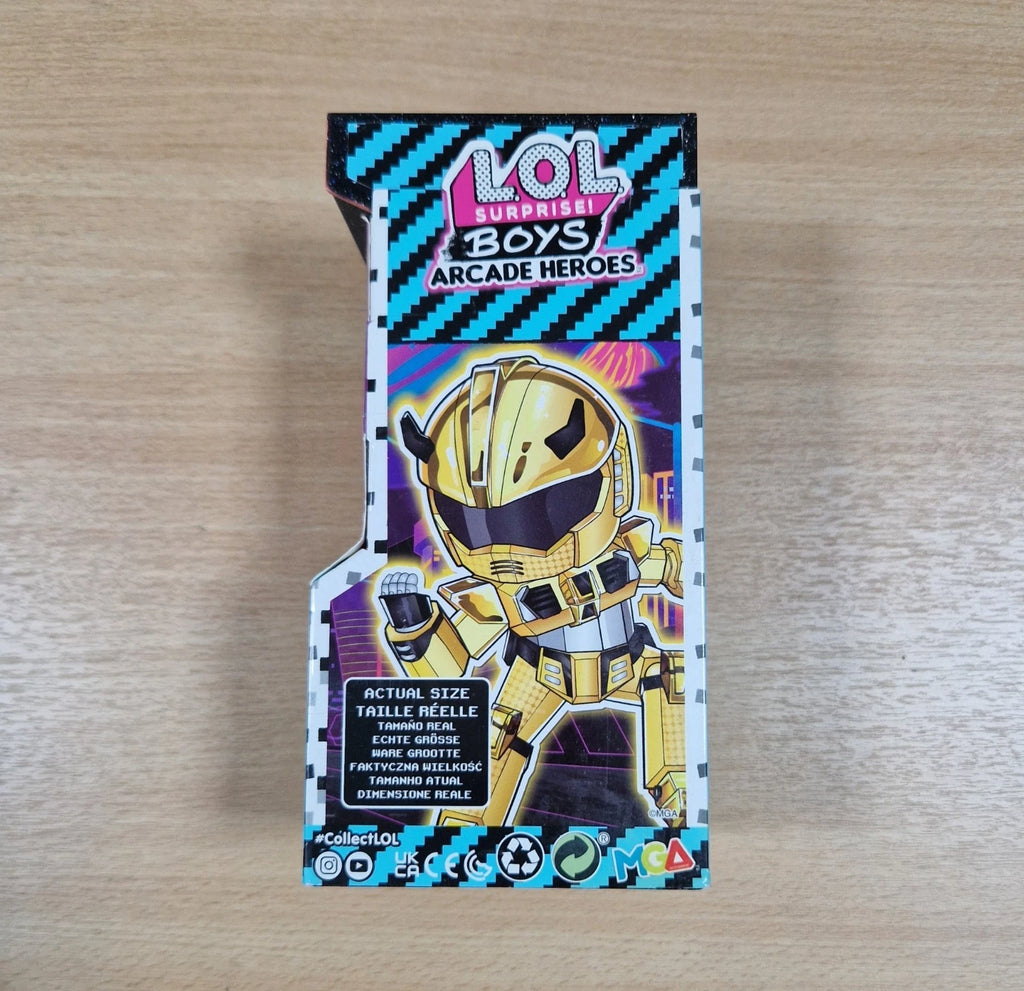 L.O.L.
SURPRISE!
BOYS
ARCADE HEROES
ACTUAL SIZE
TAILLE RÉELLE
TAMAÑO REAL
ECHTE GRÖSSE
WARE GROOTTE
FAKTYCZNA WIELKOŚĆ
TAMANHO ATUAL
DIMENSIONE REALE
©MGA
#CollectLOL
UK
CA CE ® MGA